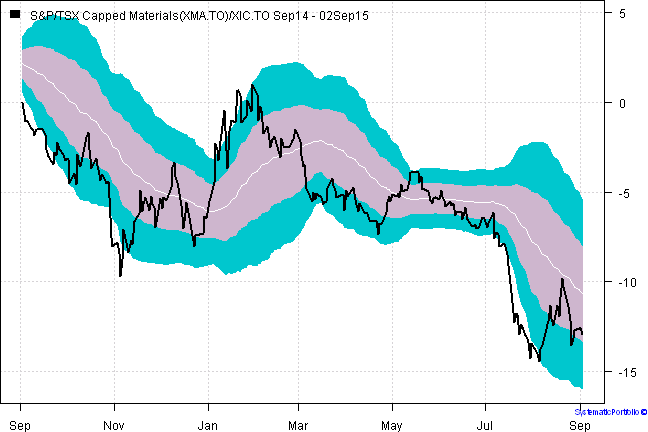 S&P/TSX Capped Materials(XMA.TO)/XIC.TO Sep14 - 02Sep15
5
0
-5
-10
-15
Sep Nov Jan Mar May Jul Sep
SystematicPortfolio©